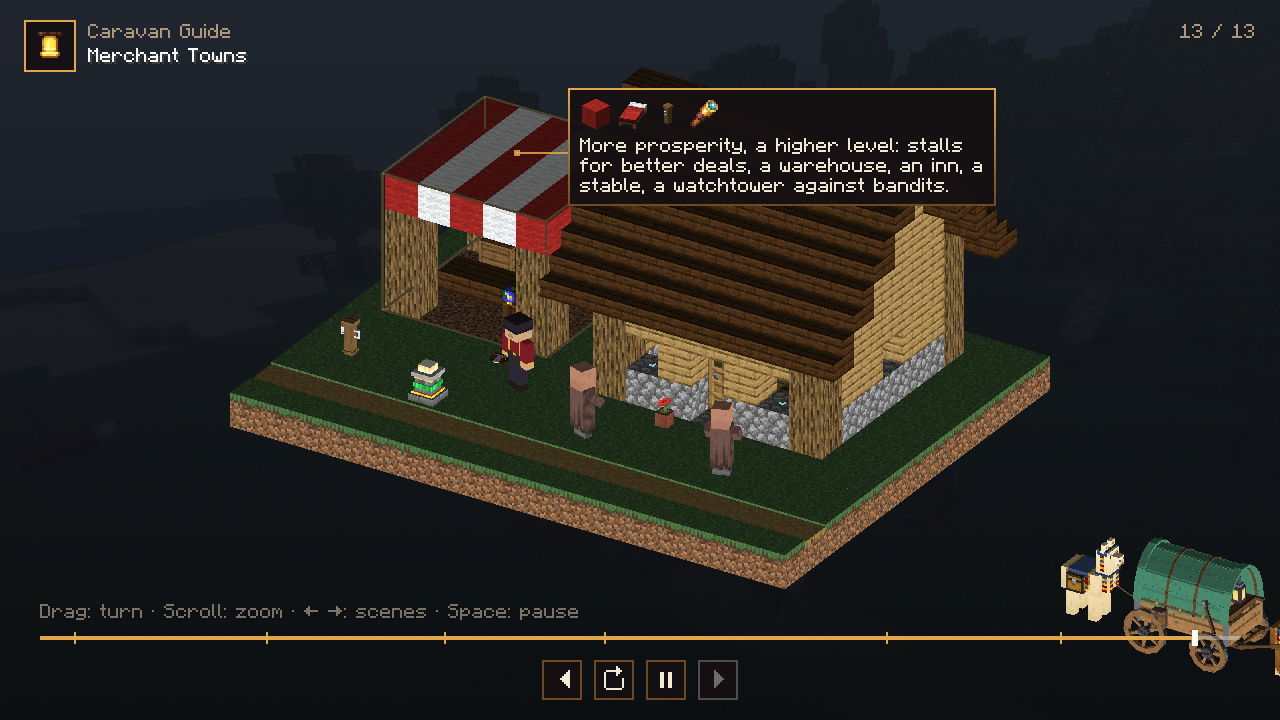 Caravan Guide
Merchant Towns
13 / 13
More prosperity, a higher level: stalls
for better deals, a warehouse, an inn, a
stable, a watchtower against bandits.
Drag: turn · Scroll: zoom · ← →: scenes · Space: pause